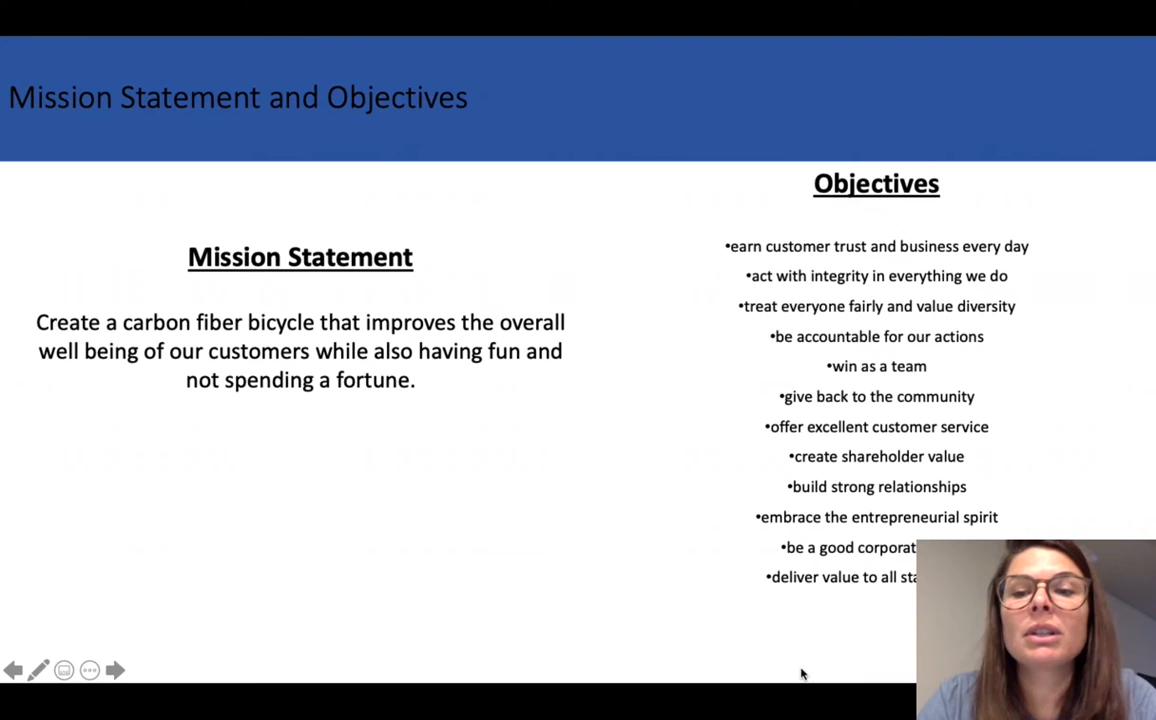 Mission Statement and Objectives
Mission Statement
Create a carbon fiber bicycle that improves the overall
well being of our customers while also having fun and
not spending a fortune.
Objectives
•earn customer trust and business every day
•act with integrity in everything we do
•treat everyone fairly and value diversity
•be accountable for our actions
•win as a team
•give back to the community
•offer excellent customer service
•create shareholder value
•build strong relationships
•embrace the entrepreneurial spirit
•be a good
•deliver value to all